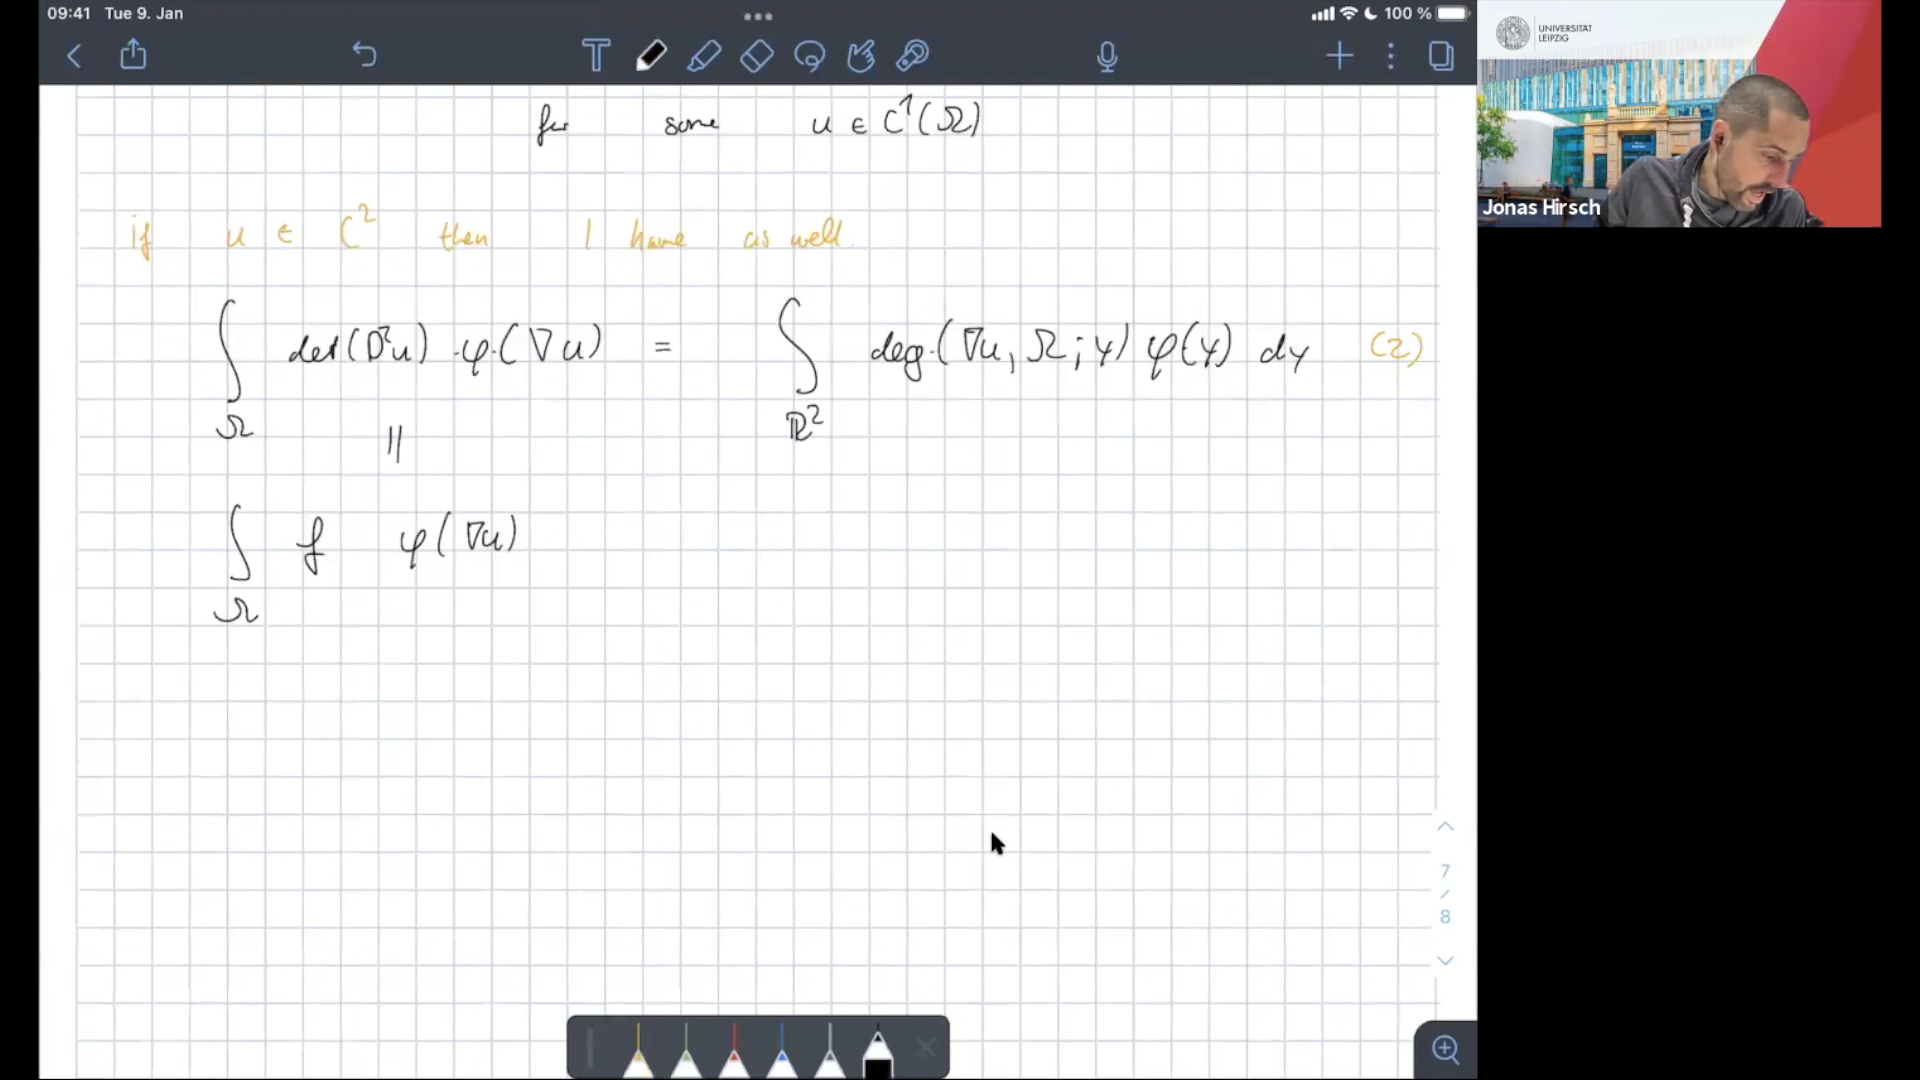 09:41 Tue 9. Jan
100 %
UNIVERSITÄT
LEIPZIG
Jonas Hirsch
for some u ∈ C¹(Ω)
if u ∈ C² then I have as well.
∫_Ω det(D²u) · φ(∇u) = ∫_ℝ² deg(∇u, Ω; y) φ(y) dy (2)
||
∫_Ω f φ(∇u)
7
/
8